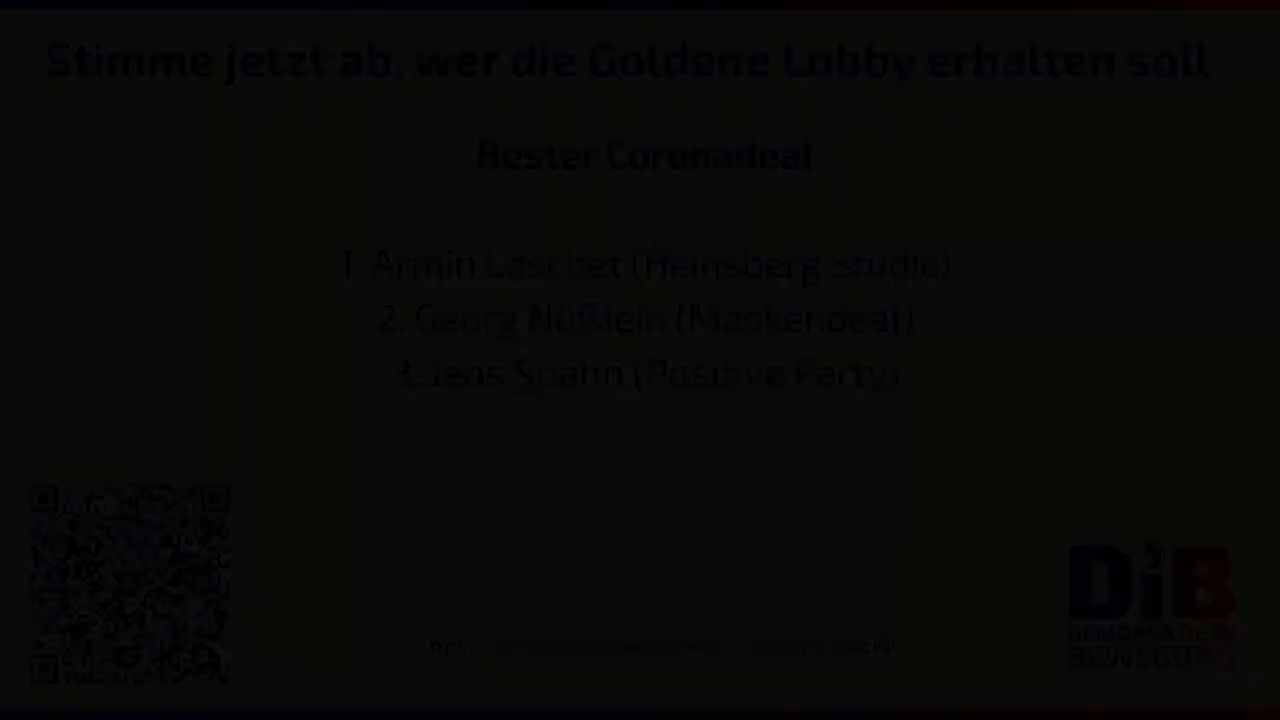 Stimme jetzt ab, wer die Goldene Lobby erhalten soll
Bester Coronadeal
1. Armin Laschet (Heinsberg Studie)
2. Georg Nüßlein (Maskendeal)
3. Jens Spahn (Positive Party)
DiB
DEMOKRATIE IN
BEWEGUNG